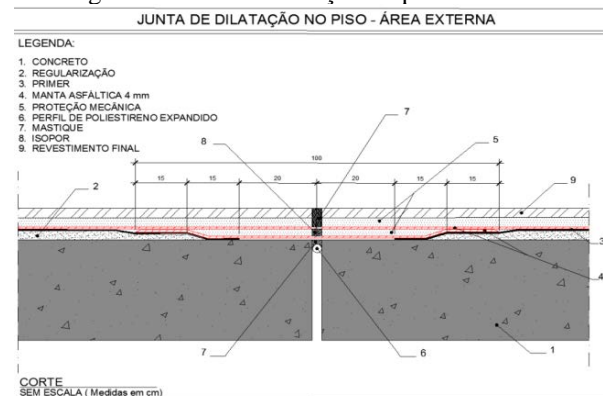 JUNTA DE DILATAÇÃO NO PISO - ÁREA EXTERNA
LEGENDA:
1. CONCRETO
2. REGULARIZAÇÃO
3. PRIMER
4. MANTA ASFÁLTICA 4 mm
5. PROTEÇÃO MECÂNICA
6. PERFIL DE POLIESTIRENO EXPANDIDO
7. MASTIQUE
8. ISOPOR
9. REVESTIMENTO FINAL
7
8
5
100
2
15 15 20 20 15 15
9
3
4
7
6
1
CORTE
SEM ESCALA ( Medidas em cm)